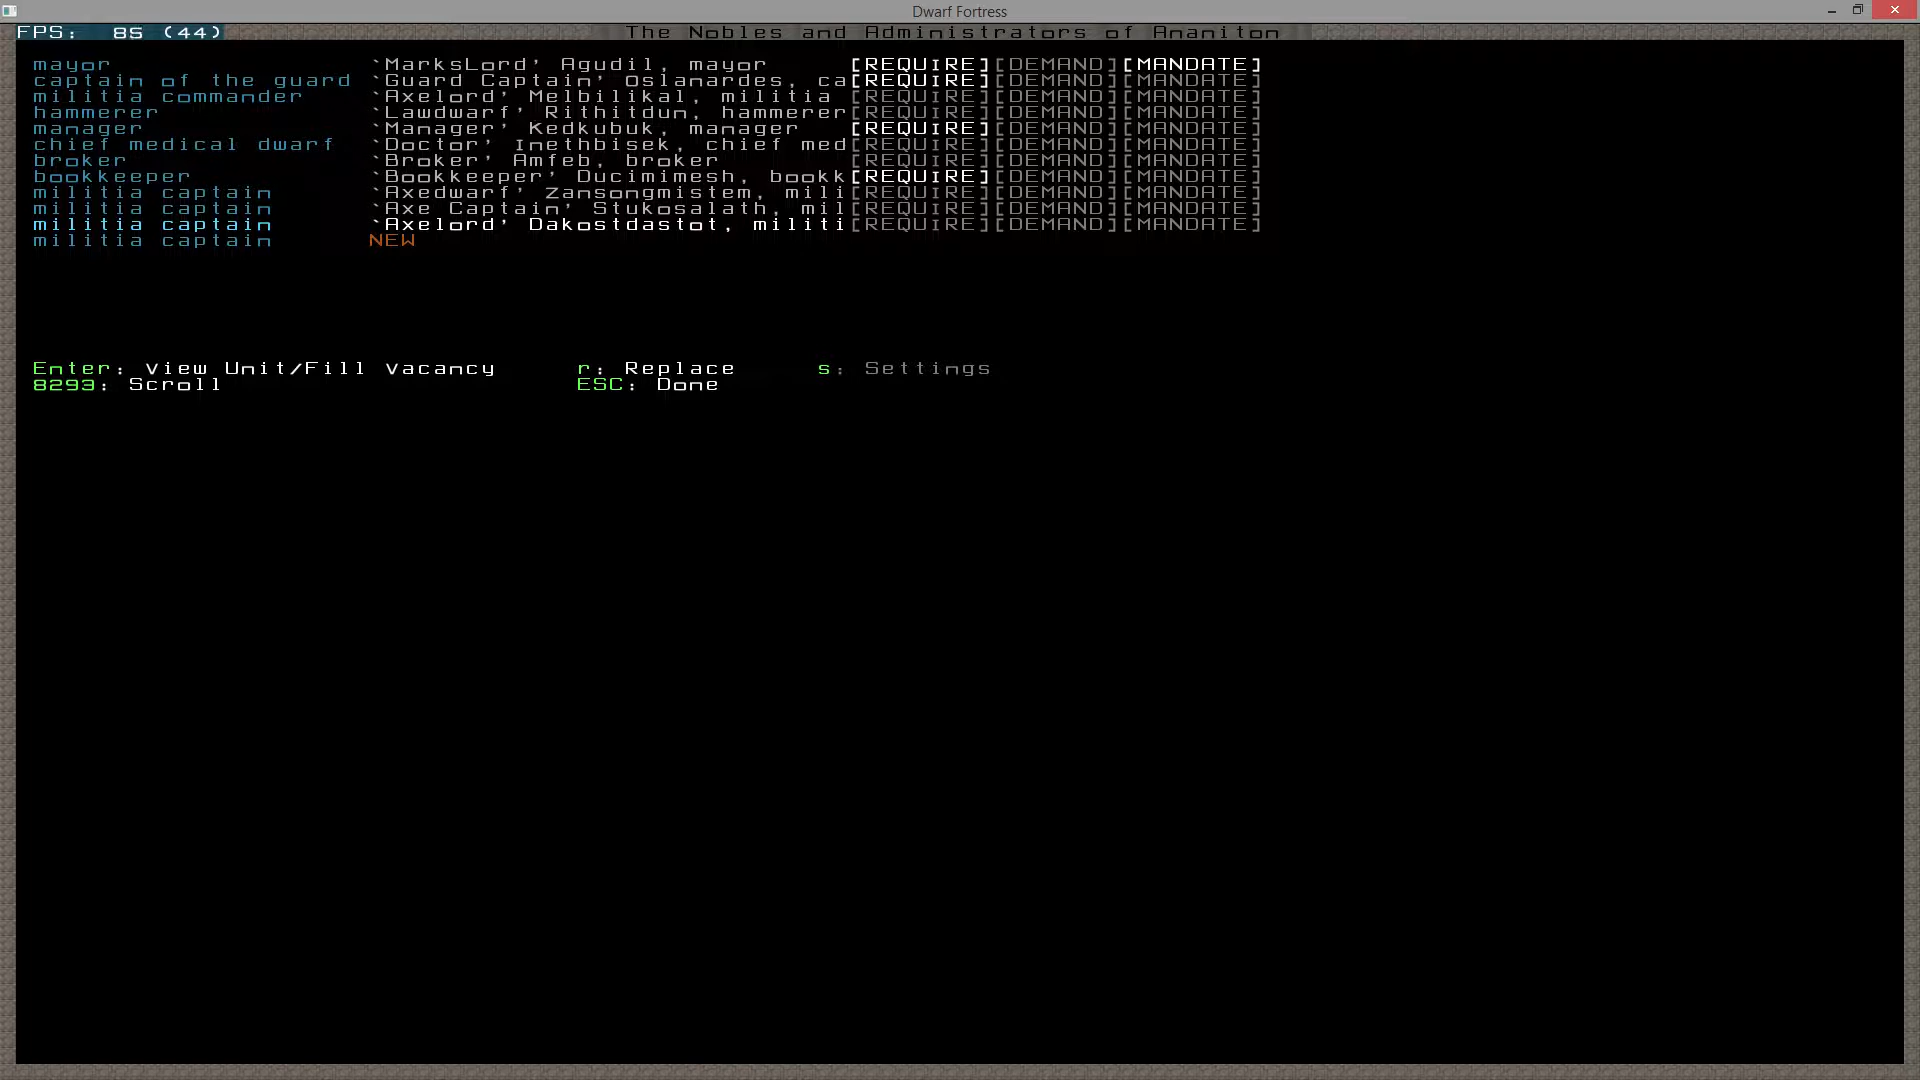 Dwarf Fortress
FPS: 85 (44) The Nobles and Administrators of Ananiton
mayor `MarksLord' Agudil, mayor [REQUIRE][DEMAND][MANDATE]
captain of the guard `Guard Captain' Oslanardes, ca[REQUIRE][DEMAND][MANDATE]
militia commander `Axelord' Melbilikal, militia [REQUIRE][DEMAND][MANDATE]
hammerer `Lawdwarf' Rithitdun, hammerer[REQUIRE][DEMAND][MANDATE]
manager `Manager' Kedkubuk, manager [REQUIRE][DEMAND][MANDATE]
chief medical dwarf `Doctor' Inethbisek, chief med[REQUIRE][DEMAND][MANDATE]
broker `Broker' Amfeb, broker [REQUIRE][DEMAND][MANDATE]
bookkeeper `Bookkeeper' Ducimimesh, bookk[REQUIRE][DEMAND][MANDATE]
militia captain `Axedwarf' Zansongmistem, mili[REQUIRE][DEMAND][MANDATE]
militia captain `Axe Captain' Stukosalath, mil[REQUIRE][DEMAND][MANDATE]
militia captain `Axelord' Dakostdastot, militi[REQUIRE][DEMAND][MANDATE]
militia captain NEW
Enter: View Unit/Fill Vacancy r: Replace s: Settings
8293: Scroll ESC: Done